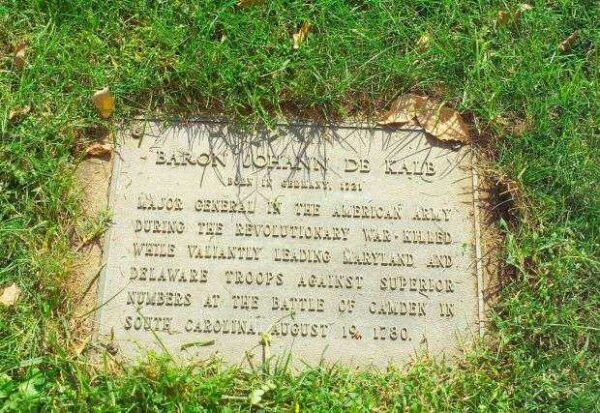 BARON JOHANN DE KALB
BORN IN GERMANY, 1721
MAJOR GENERAL IN THE AMERICAN ARMY
DURING THE REVOLUTIONARY WAR-KILLED
WHILE VALIANTLY LEADING MARYLAND AND
DELAWARE TROOPS AGAINST SUPERIOR
NUMBERS AT THE BATTLE OF CAMDEN IN
SOUTH CAROLINA, AUGUST 19, 1780.